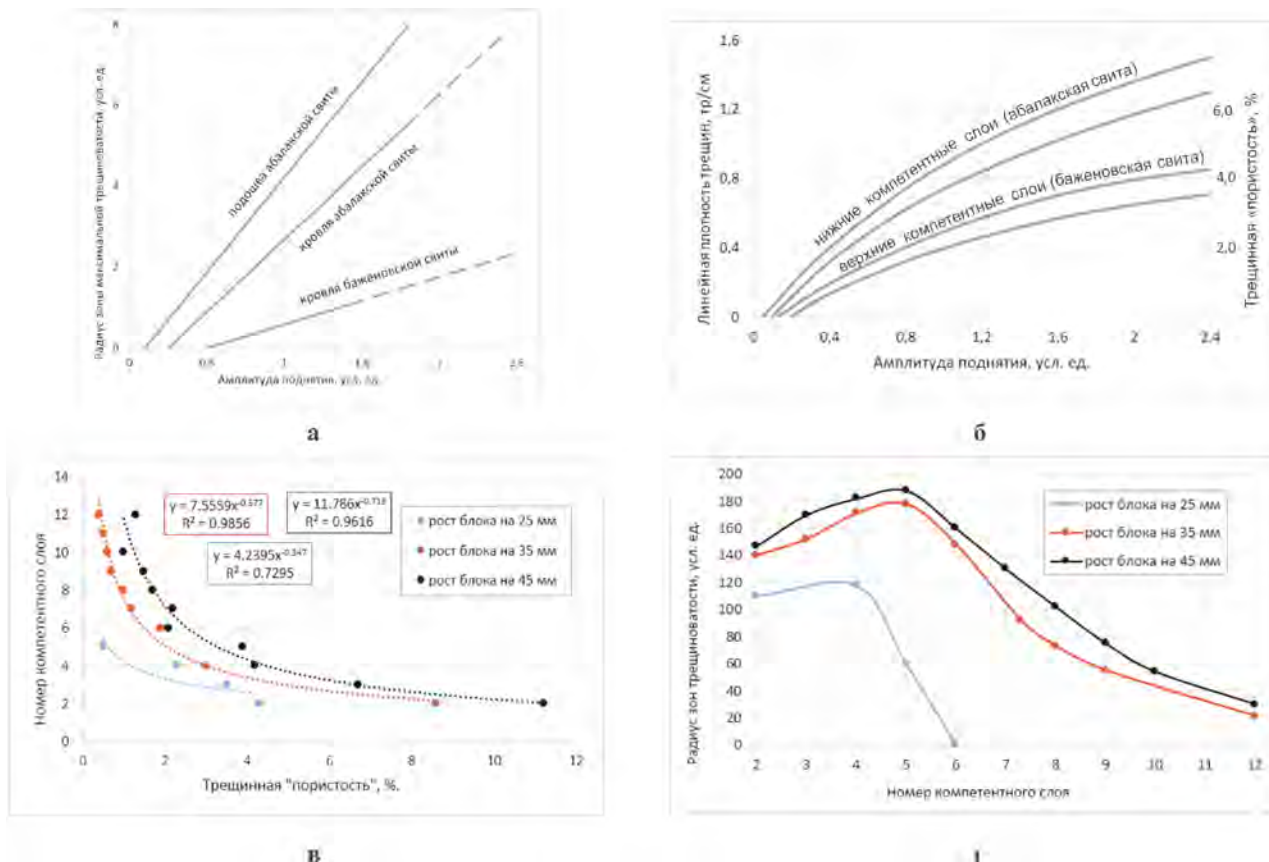 Радиус зоны максимальной трещиноватости, усл. ед.
8
6
4
2
0
подошва абалакской свиты
кровля абалакской свиты
кровля баженовской свиты
0
0,5
1
1,5
2
2,5
Амплитуда поднятия, усл. ед.
а
Линейная плотность трещин, тр/см
1,6
1,2
0,8
0,4
0
нижние компетентные слои (абалакская свита)
верхние компетентные слои (баженовская свита)
6,0
4,0
2,0
Трещинная «пористость», %
0,4
0,8
1,2
1,6
2
2,4
Амплитуда поднятия, усл. ед.
б
Номер компетентного слоя
14
12
10
8
6
4
2
0
y = 7.5559x-0.577
R² = 0.9856
y = 11.786x-0.718
R² = 0.9616
y = 4.2395x-0.347
R² = 0.7295
рост блока на 25 мм
рост блока на 35 мм
рост блока на 45 мм
0
2
4
6
8
10
12
Трещинная "пористость", %.
в
Радиус зон трещиноватости, усл. ед.
200
180
160
140
120
100
80
60
40
20
0
рост блока на 25 мм
рост блока на 35 мм
рост блока на 45 мм
2
3
4
5
6
7
8
9
10
11
12
Номер компетентного слоя
г